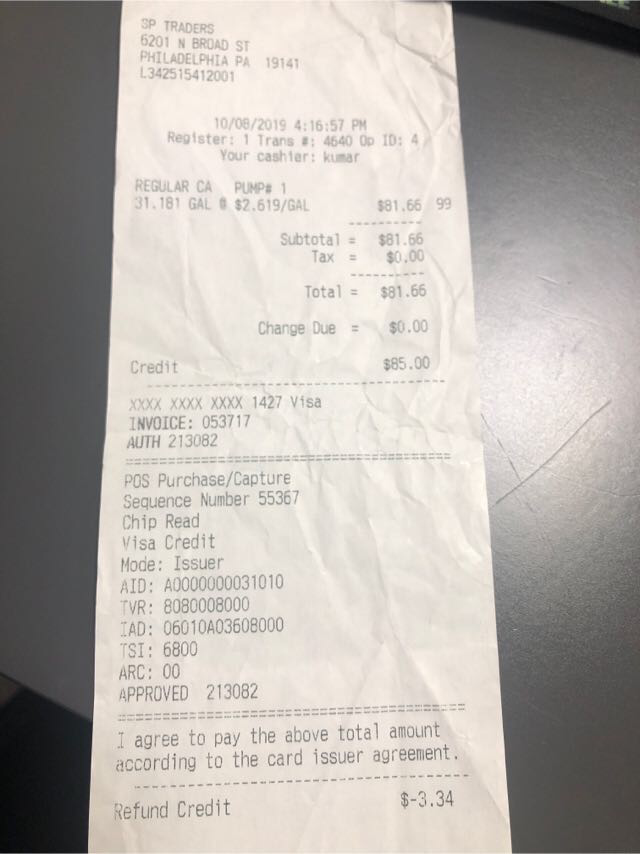 SP TRADERS
6201 N BROAD ST
PHILADELPHIA PA 19141
L342515412001
10/08/2019 4:16:57 PM
Register: 1 Trans #: 4640 Op ID: 4
Your cashier: kumar
REGULAR CA PUMP# 1
31.181 GAL @ $2.619/GAL $81.66 99
Subtotal = $81.66
Tax = $0.00
Total = $81.66
Change Due = $0.00
Credit $85.00
XXXX XXXX XXXX 1427 Visa
INVOICE: 053717
AUTH 213082
POS Purchase/Capture
Sequence Number 55367
Chip Read
Visa Credit
Mode: Issuer
AID: A0000000031010
TVR: 8080008000
IAD: 06010A03608000
TSI: 6800
ARC: 00
APPROVED 213082
I agree to pay the above total amount
according to the card issuer agreement.
Refund Credit $-3.34